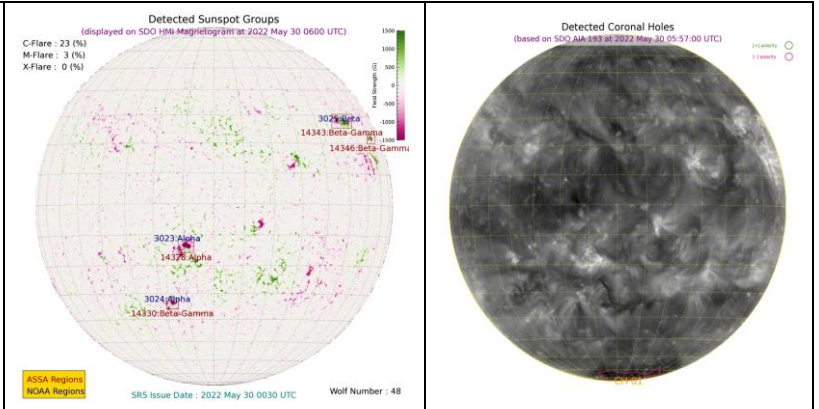 Detected Sunspot Groups
(displayed on SDO HMI Magnetogram at 2022 May 30 0600 UTC)
C-Flare : 23 (%)
M-Flare : 3 (%)
X-Flare : 0 (%)
1500
1000
500
0
-500
-1000
-1500
Field Strength (G)
3025:Beta
14343:Beta-Gamma
14346:Beta-Gamma
3023:Alpha
14328:Alpha
3024:Alpha
14330:Beta-Gamma
ASSA Regions
NOAA Regions
SRS Issue Date : 2022 May 30 0030 UTC
Wolf Number : 48
Detected Coronal Holes
(based on SDO AIA 193 at 2022 May 30 05:57:00 UTC)
[+] polarity
[-] polarity
CH 01